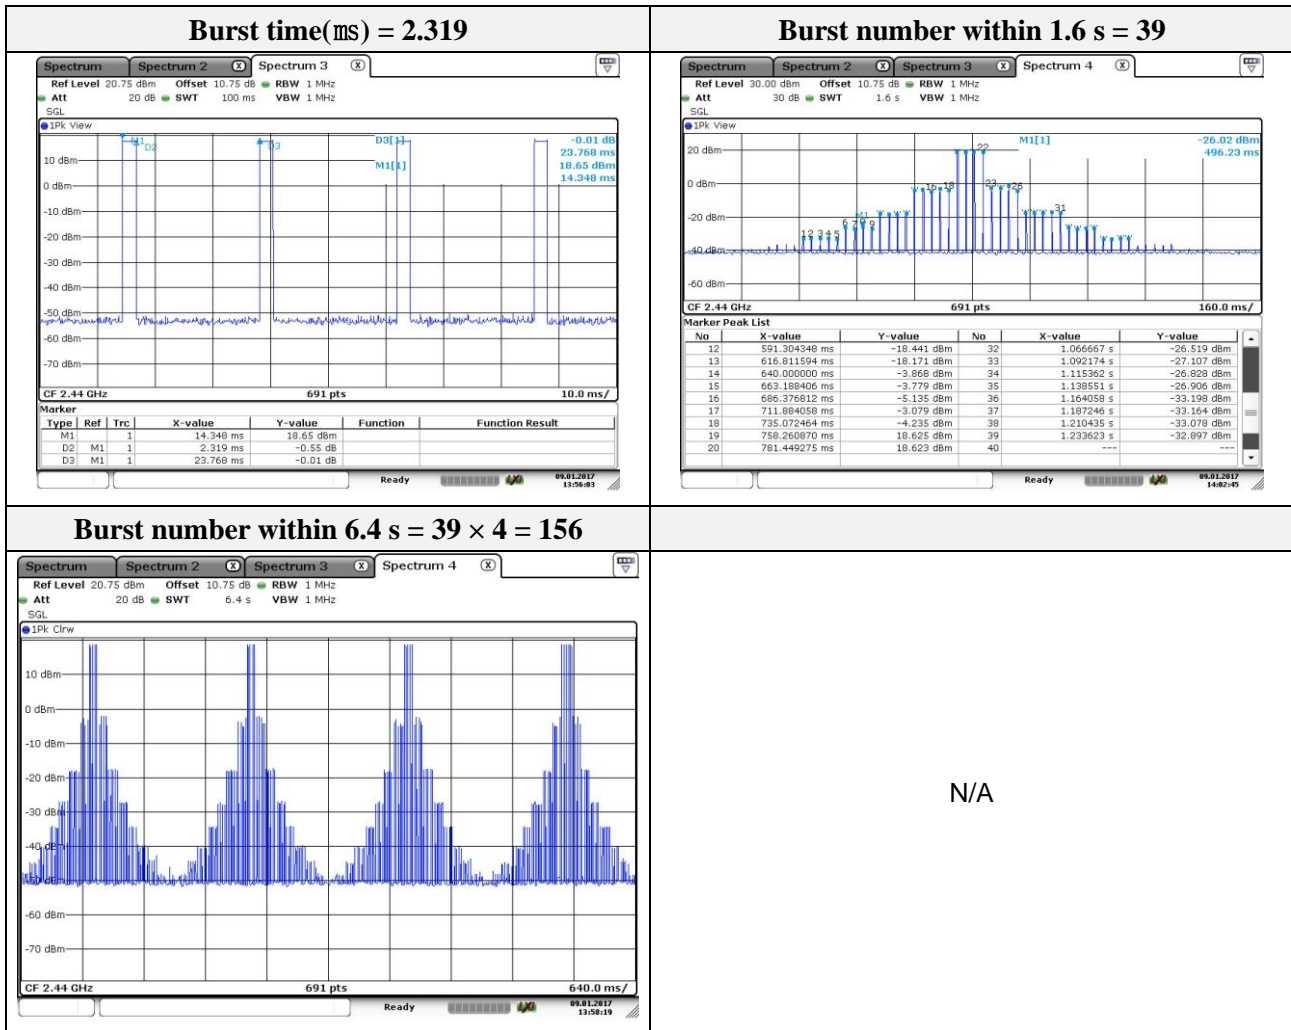 Burst time(㎳) = 2.319
Burst number within 1.6 s = 39
Spectrum Spectrum 2 X Spectrum 3 X
Ref Level 20.75 dBm Offset 10.75 dB RBW 1 MHz
Att 20 dB SWT 100 ms VBW 1 MHz
SGL
1Pk View
M1 D2 D3
D3[1] -0.01 dB
23.768 ms
M1[1] 18.65 dBm
14.348 ms
10 dBm
0 dBm
-10 dBm
-20 dBm
-30 dBm
-40 dBm
-50 dBm
-60 dBm
-70 dBm
CF 2.44 GHz 691 pts 10.0 ms/
Marker
Type Ref Trc X-value Y-value Function Function Result
M1 1 14.348 ms 18.65 dBm
D2 M1 1 2.319 ms -0.55 dB
D3 M1 1 23.768 ms -0.01 dB
Ready 09.01.2017
13:56:03
Spectrum Spectrum 2 X Spectrum 3 X Spectrum 4 X
Ref Level 30.00 dBm Offset 10.75 dB RBW 1 MHz
Att 30 dB SWT 1.6 s VBW 1 MHz
SGL
1Pk View
M1[1] -26.02 dBm
496.23 ms
20 dBm
0 dBm
-20 dBm
-40 dBm
-60 dBm
22
16 18 23 26
31
M1
6 7 9
1 2 3 4 5
CF 2.44 GHz 691 pts 160.0 ms/
Marker Peak List
No X-value Y-value No X-value Y-value
12 591.304348 ms -18.441 dBm 32 1.066667 s -26.519 dBm
13 616.811594 ms -18.171 dBm 33 1.092174 s -27.107 dBm
14 640.000000 ms -3.868 dBm 34 1.115362 s -26.828 dBm
15 663.188406 ms -3.779 dBm 35 1.138551 s -26.906 dBm
16 686.376812 ms -5.135 dBm 36 1.164058 s -33.198 dBm
17 711.884058 ms -3.079 dBm 37 1.187246 s -33.164 dBm
18 735.072464 ms -4.235 dBm 38 1.210435 s -33.078 dBm
19 758.260870 ms 18.625 dBm 39 1.233623 s -32.897 dBm
20 781.449275 ms 18.623 dBm 40 --- ---
Ready 09.01.2017
14:02:45
Burst number within 6.4 s = 39 × 4 = 156
Spectrum Spectrum 2 X Spectrum 3 X Spectrum 4 X
Ref Level 20.75 dBm Offset 10.75 dB RBW 1 MHz
Att 20 dB SWT 6.4 s VBW 1 MHz
SGL
1Pk Clrw
10 dBm
0 dBm
-10 dBm
-20 dBm
-30 dBm
-40 dBm
-50 dBm
-60 dBm
-70 dBm
CF 2.44 GHz 691 pts 640.0 ms/
Ready 09.01.2017
13:58:19
N/A